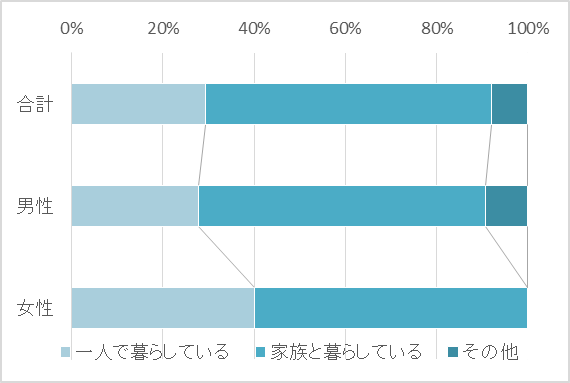 0% 20% 40% 60% 80% 100%
合計
男性
女性
一人で暮らしている 家族と暮らしている その他